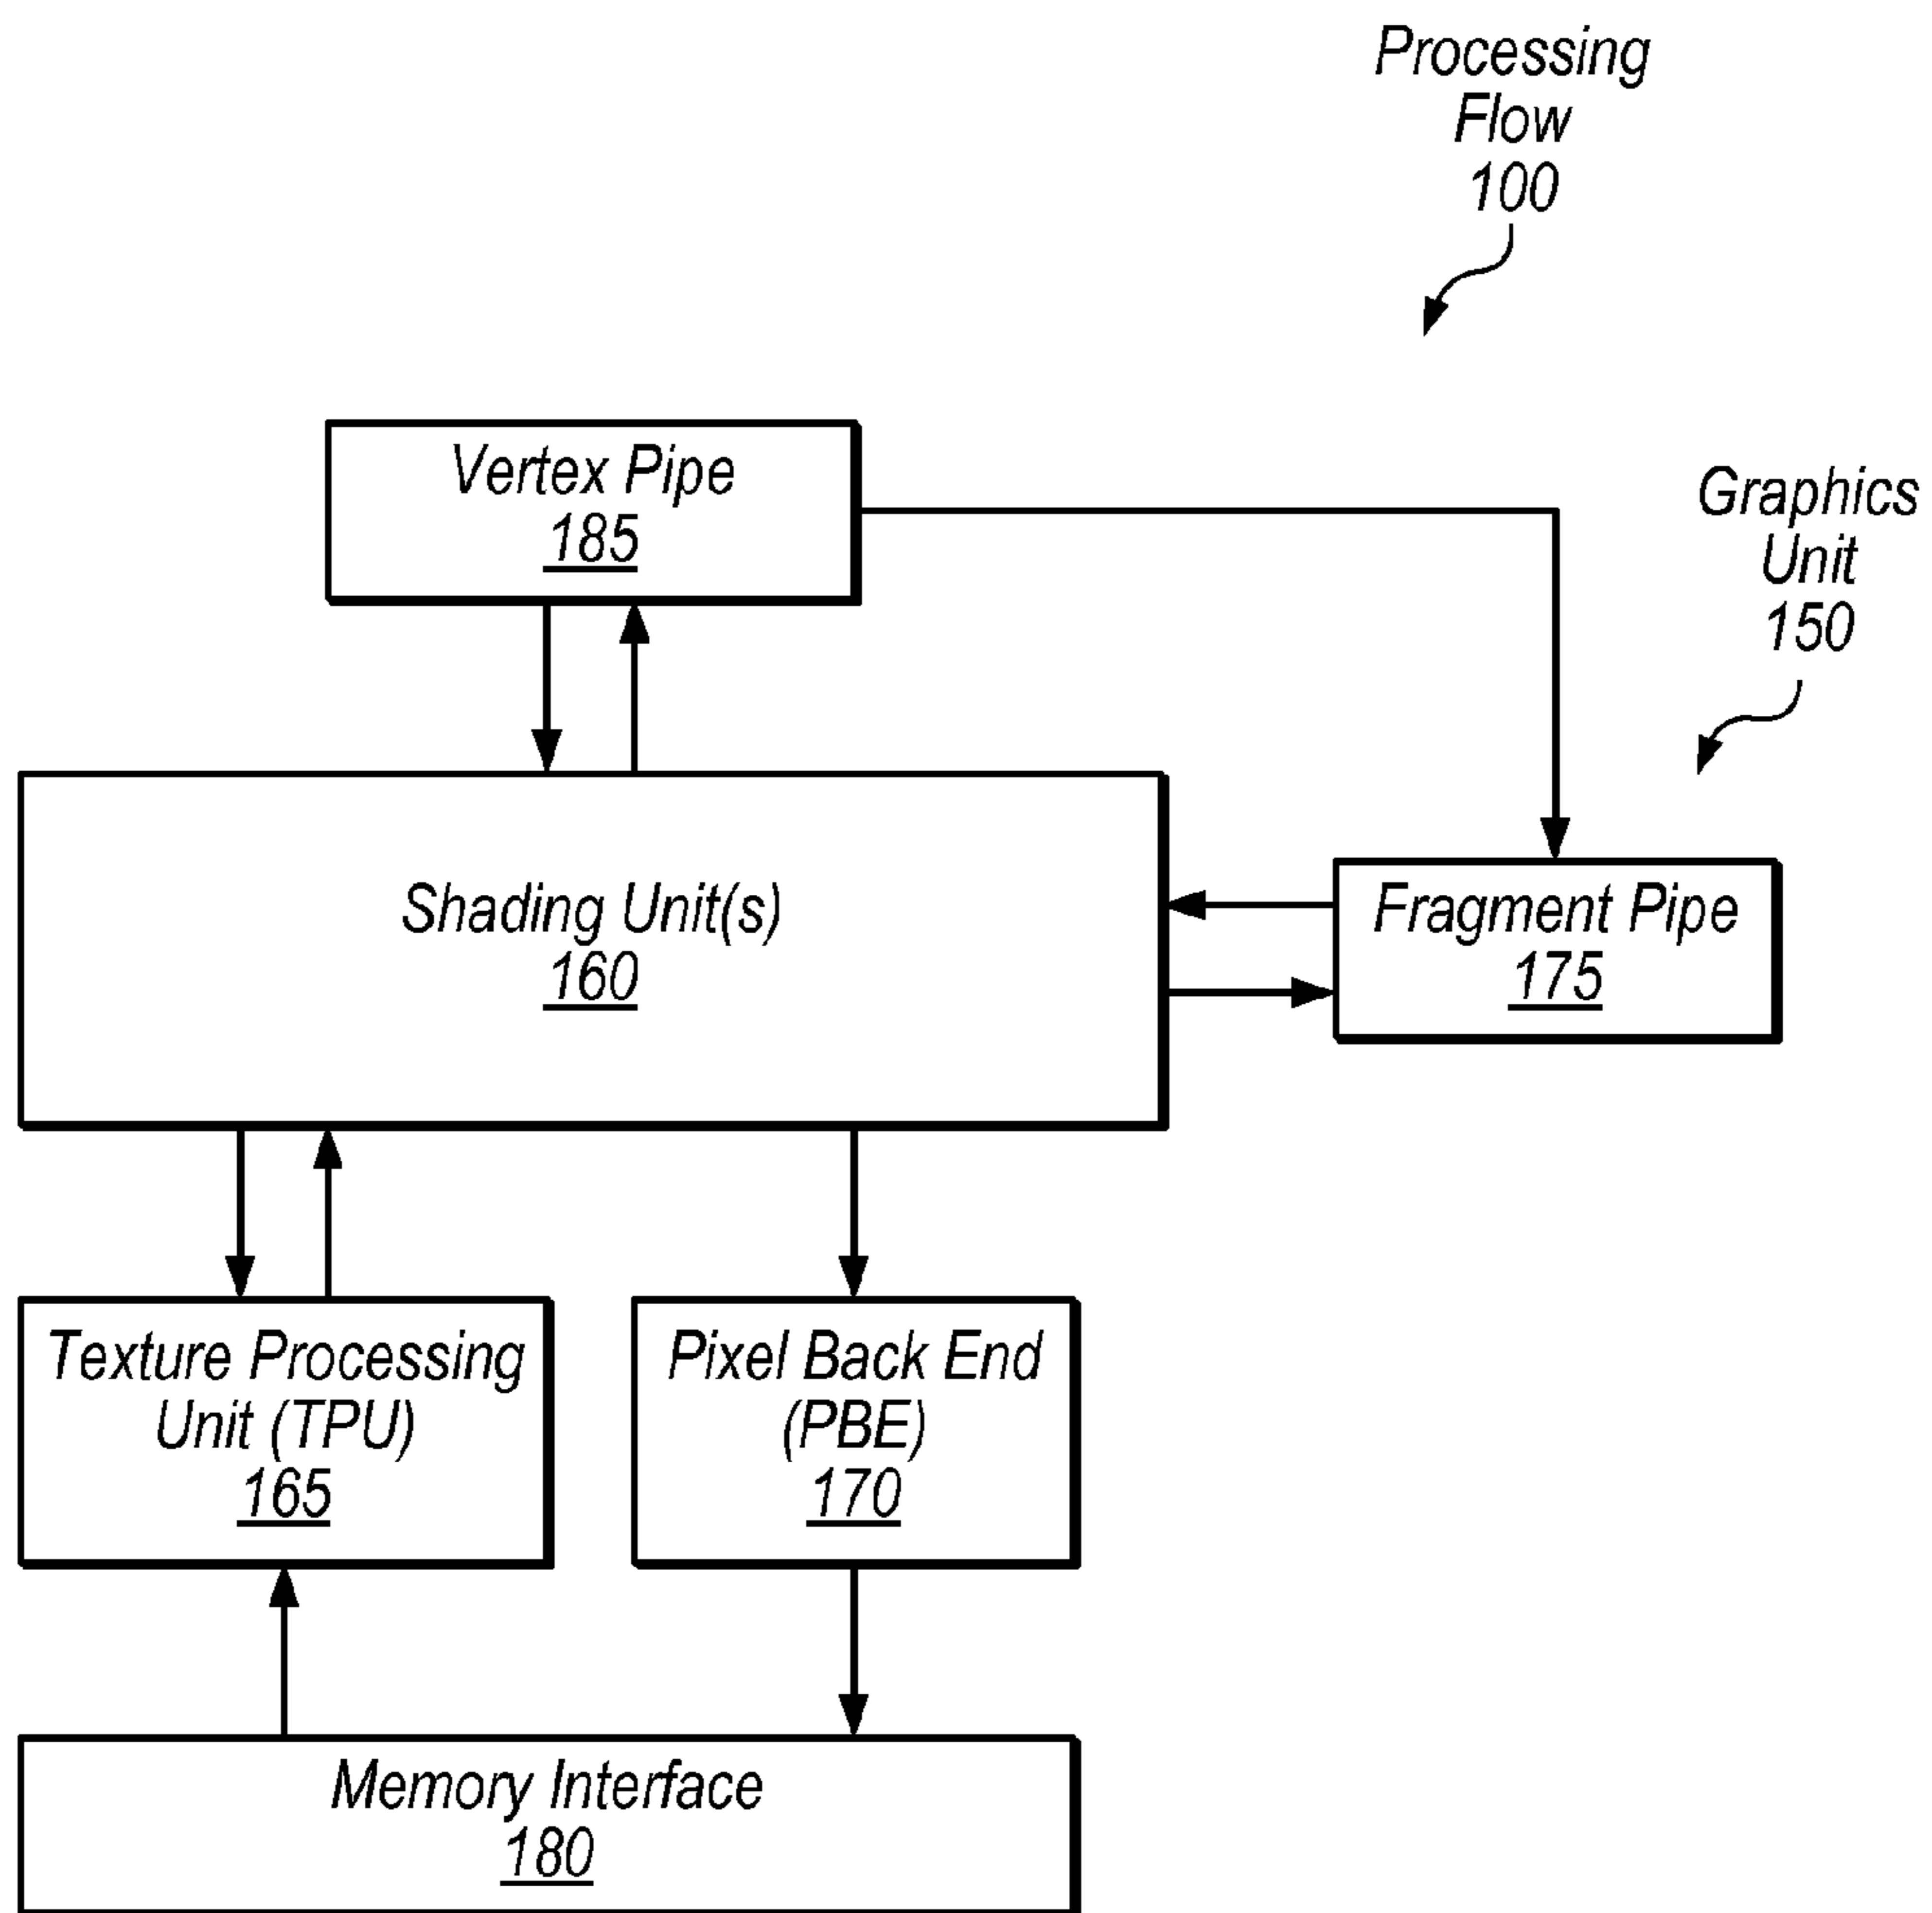 Processing
Flow
100
Vertex Pipe
185
Graphics
Unit
150
Shading Unit(s)
160
Fragment Pipe
175
Texture Processing
Unit (TPU)
165
Pixel Back End
(PBE)
170
Memory Interface
180